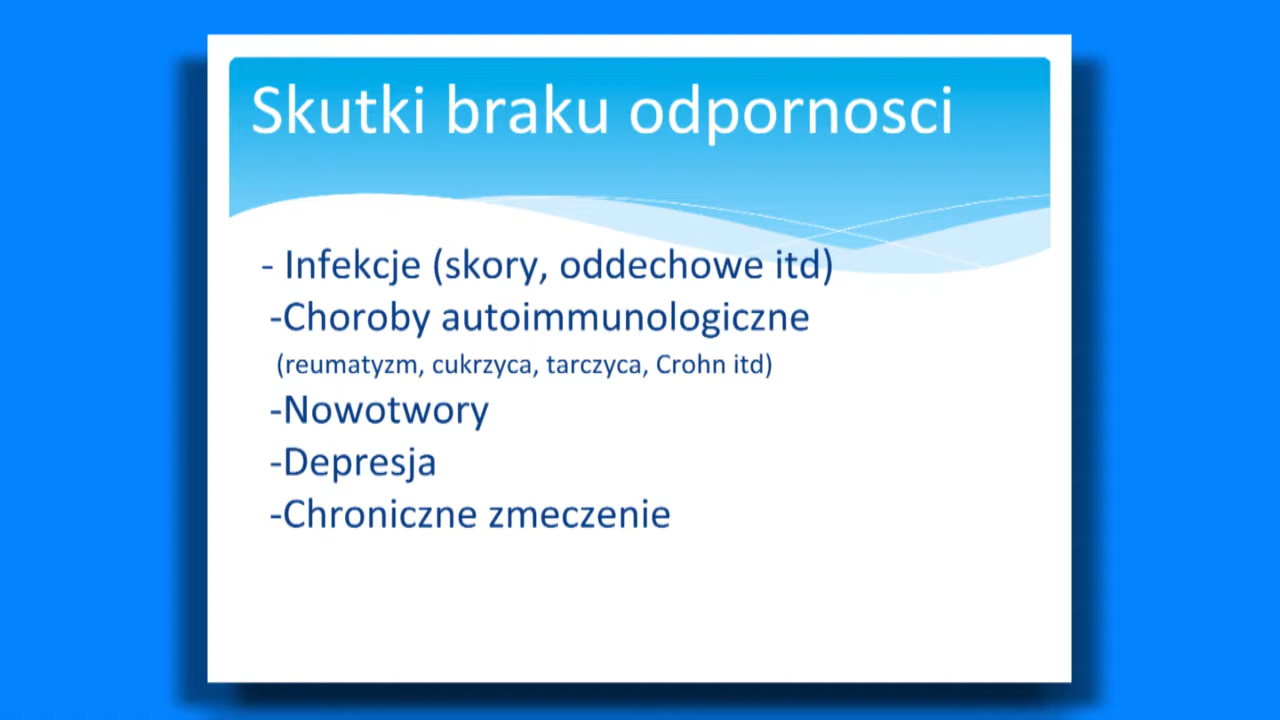 Skutki braku odpornosci
- Infekcje (skory, oddechowe itd)
-Choroby autoimmunologiczne
(reumatyzm, cukrzyca, tarczyca, Crohn itd)
-Nowotwory
-Depresja
-Chroniczne zmeczenie